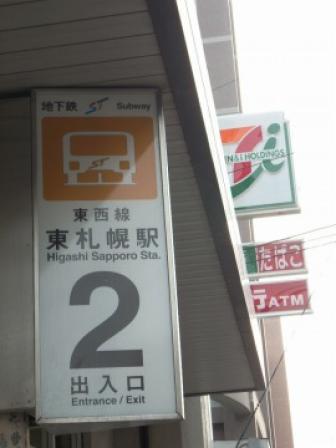 地下鉄 ST Subway
東西線
東札幌駅
Higashi Sapporo Sta.
2
出入口
Entrance / Exit
7&i HOLDINGS
たばこ
ATM